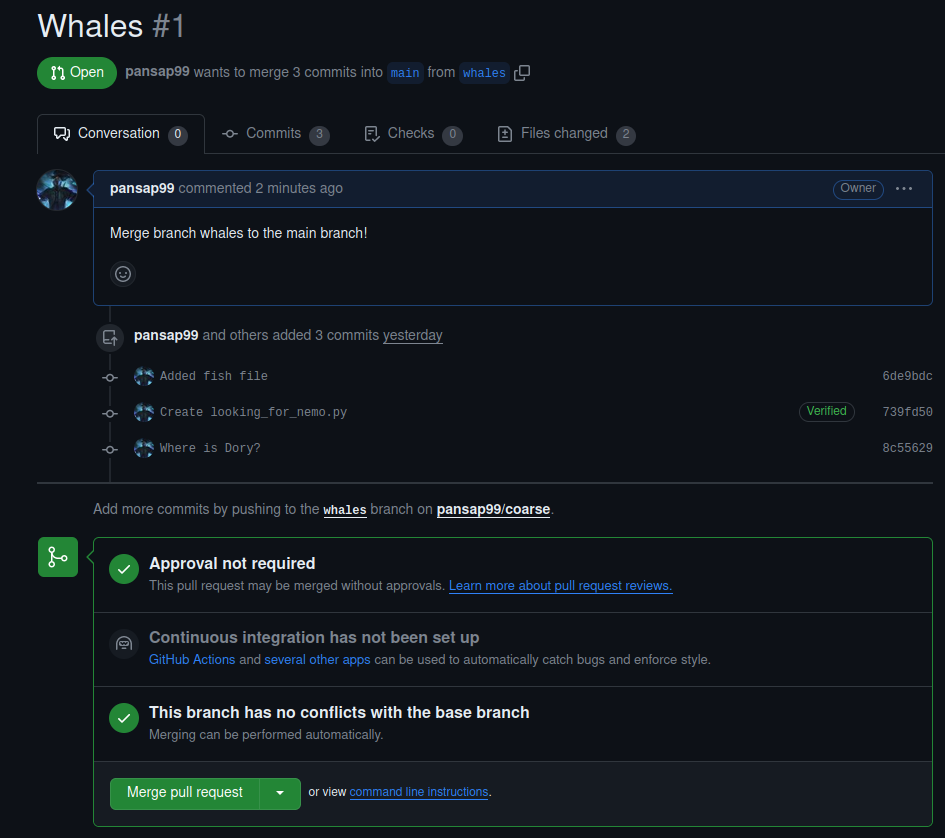 Whales #1
Open pansap99 wants to merge 3 commits into main from whales
Conversation 0 Commits 3 Checks 0 Files changed 2
pansap99 commented 2 minutes ago Owner ...
Merge branch whales to the main branch!
pansap99 and others added 3 commits yesterday
Added fish file 6de9bdc
Create looking_for_nemo.py Verified 739fd50
Where is Dory? 8c55629
Add more commits by pushing to the whales branch on pansap99/coarse.
Approval not required
This pull request may be merged without approvals. Learn more about pull request reviews.
Continuous integration has not been set up
GitHub Actions and several other apps can be used to automatically catch bugs and enforce style.
This branch has no conflicts with the base branch
Merging can be performed automatically.
Merge pull request or view command line instructions.